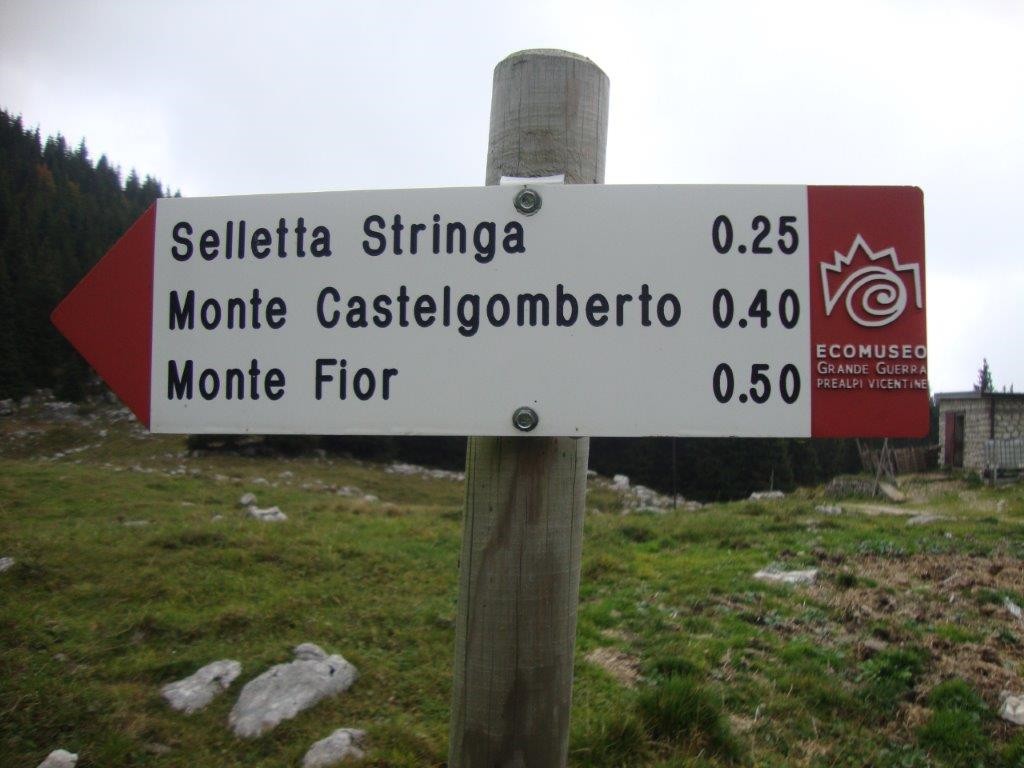 Selletta Stringa 0.25
Monte Castelgomberto 0.40
Monte Fior 0.50
ECOMUSEO
GRANDE GUERRA
PREALPI VICENTINE